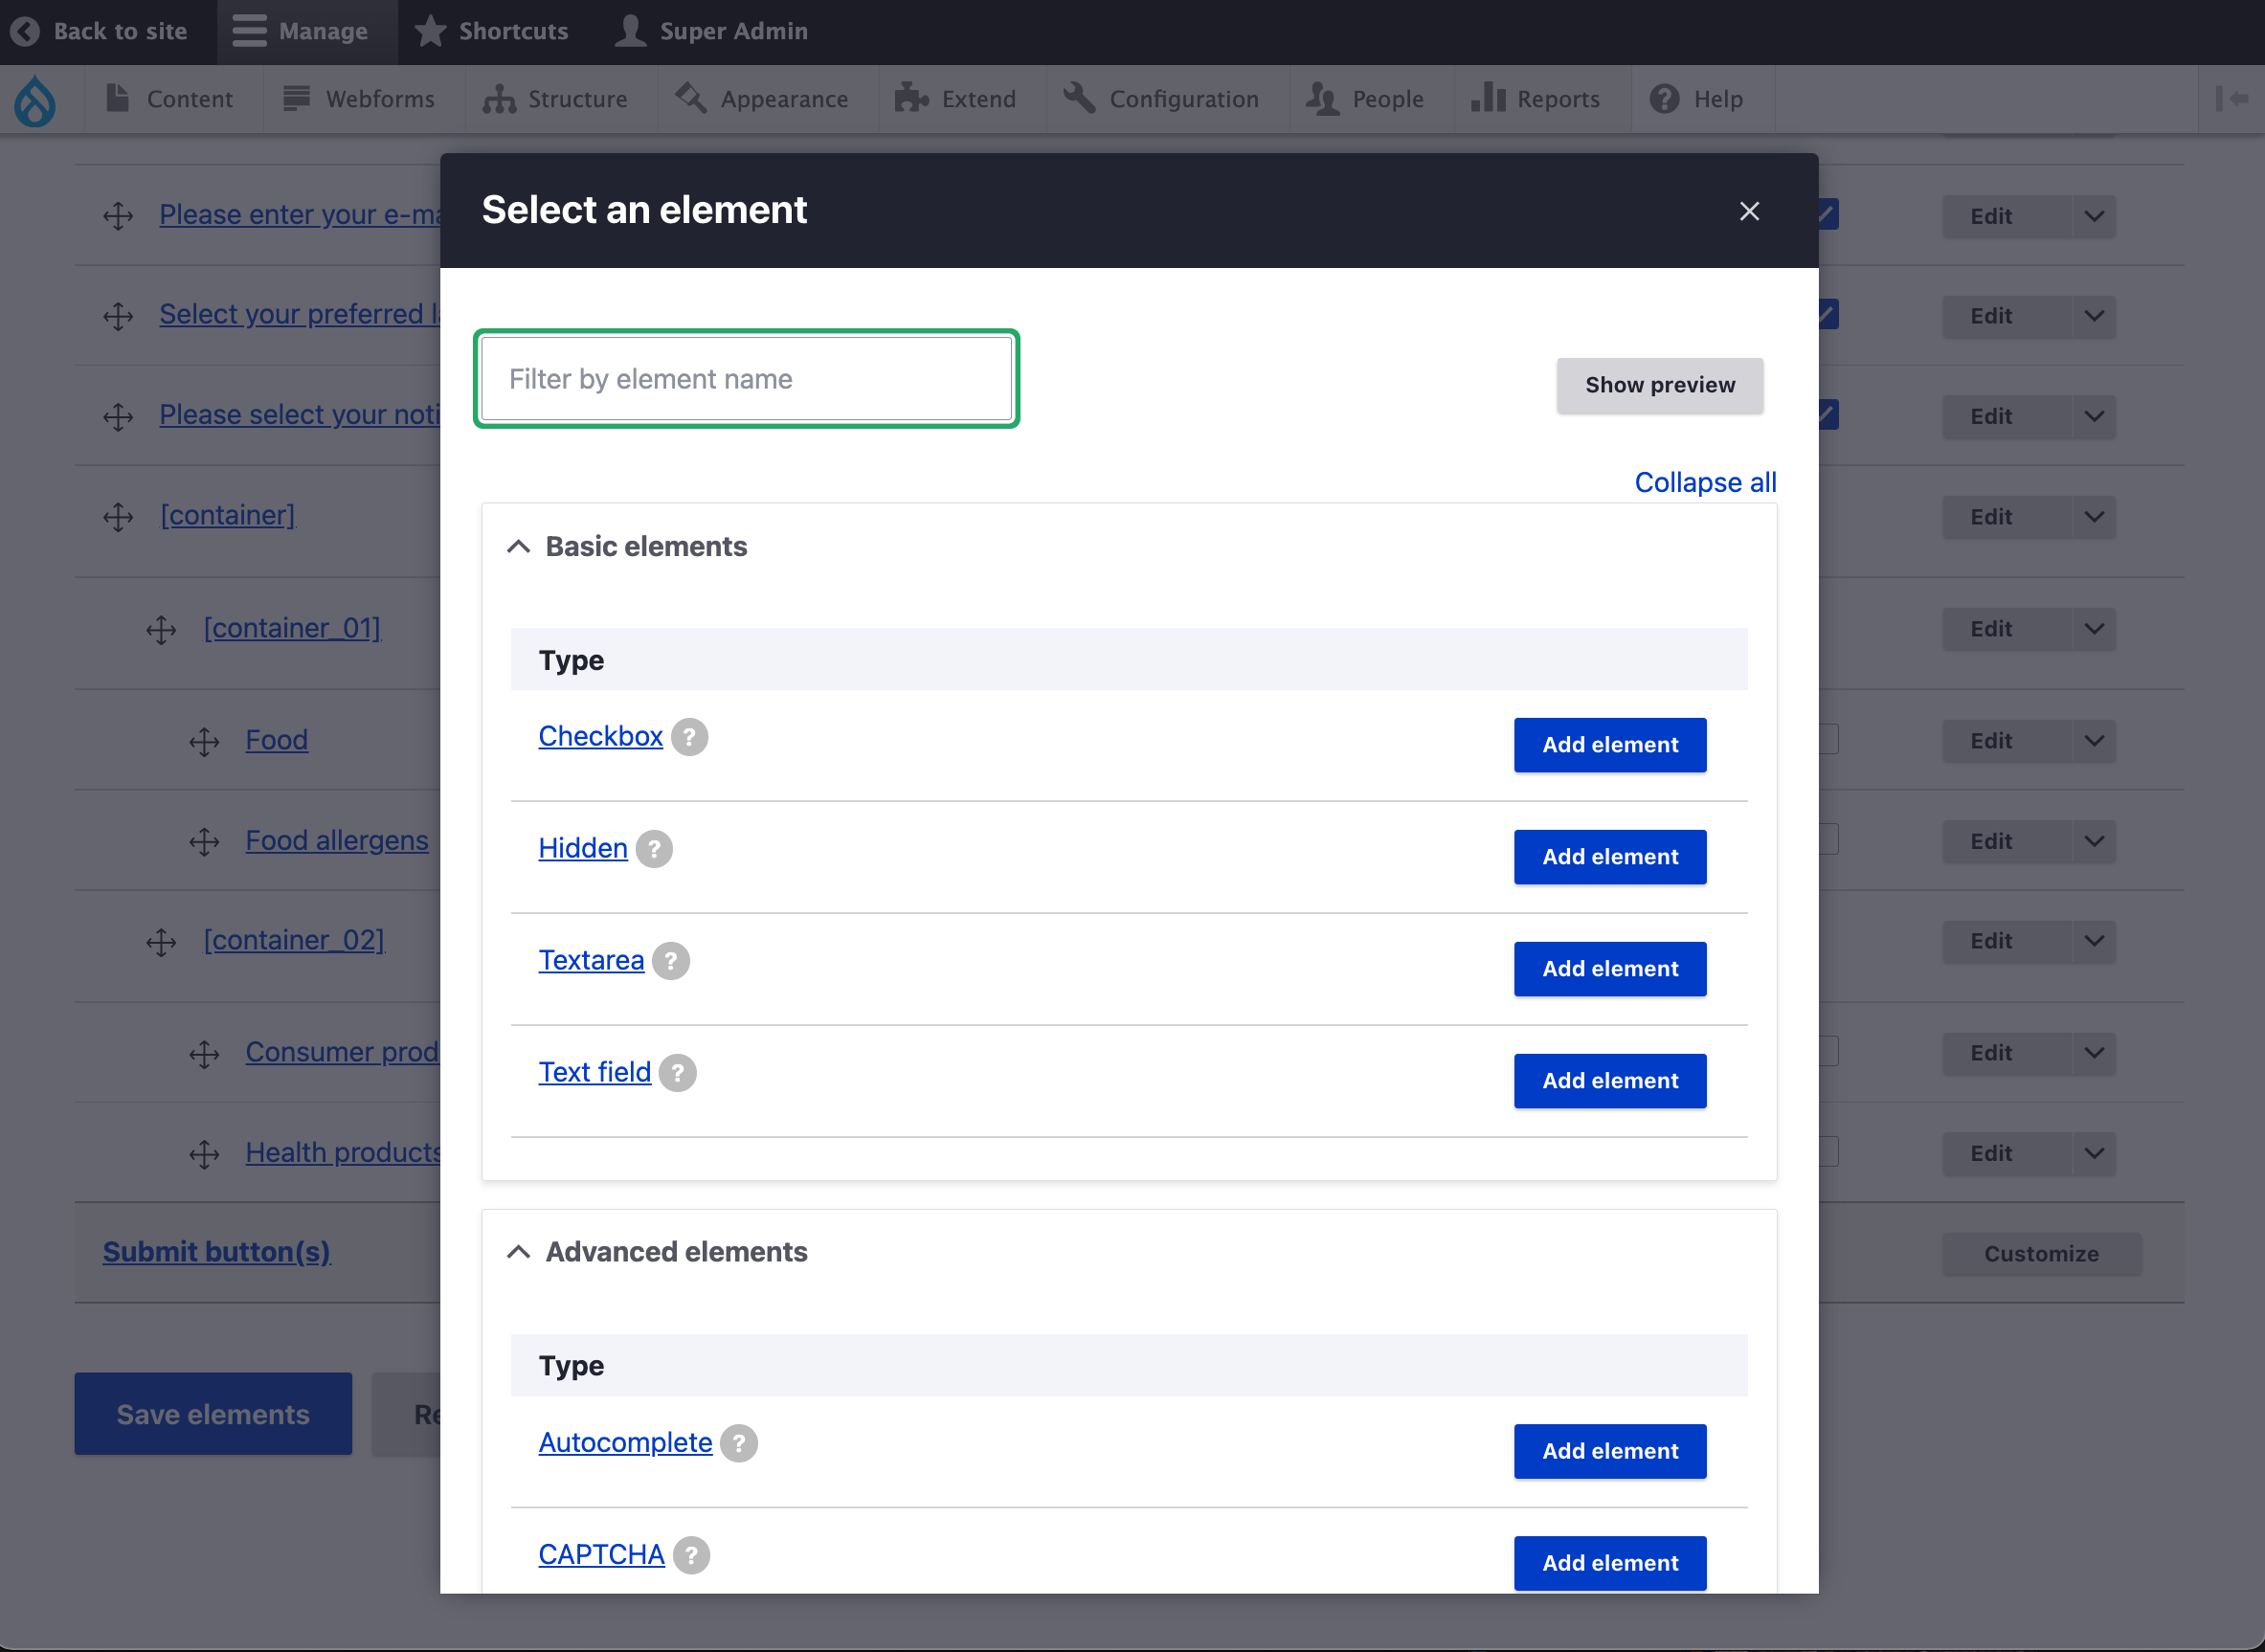 Back to site
Manage
Shortcuts
Super Admin
Content
Webforms
Structure
Appearance
Extend
Configuration
People
Reports
Help
Select an element
Filter by element name
Show preview
Collapse all
Basic elements
Type
Checkbox ?
Add element
Hidden ?
Add element
Textarea ?
Add element
Text field ?
Add element
Advanced elements
Type
Autocomplete ?
Add element
CAPTCHA ?
Add element
Please enter your
Edit
Select your preferred
Edit
Please select your
Edit
[container]
Edit
[container_01]
Edit
Food
Edit
Food allergens
Edit
[container_02]
Edit
Consumer
Edit
Health products
Edit
Submit button(s)
Customize
Save elements